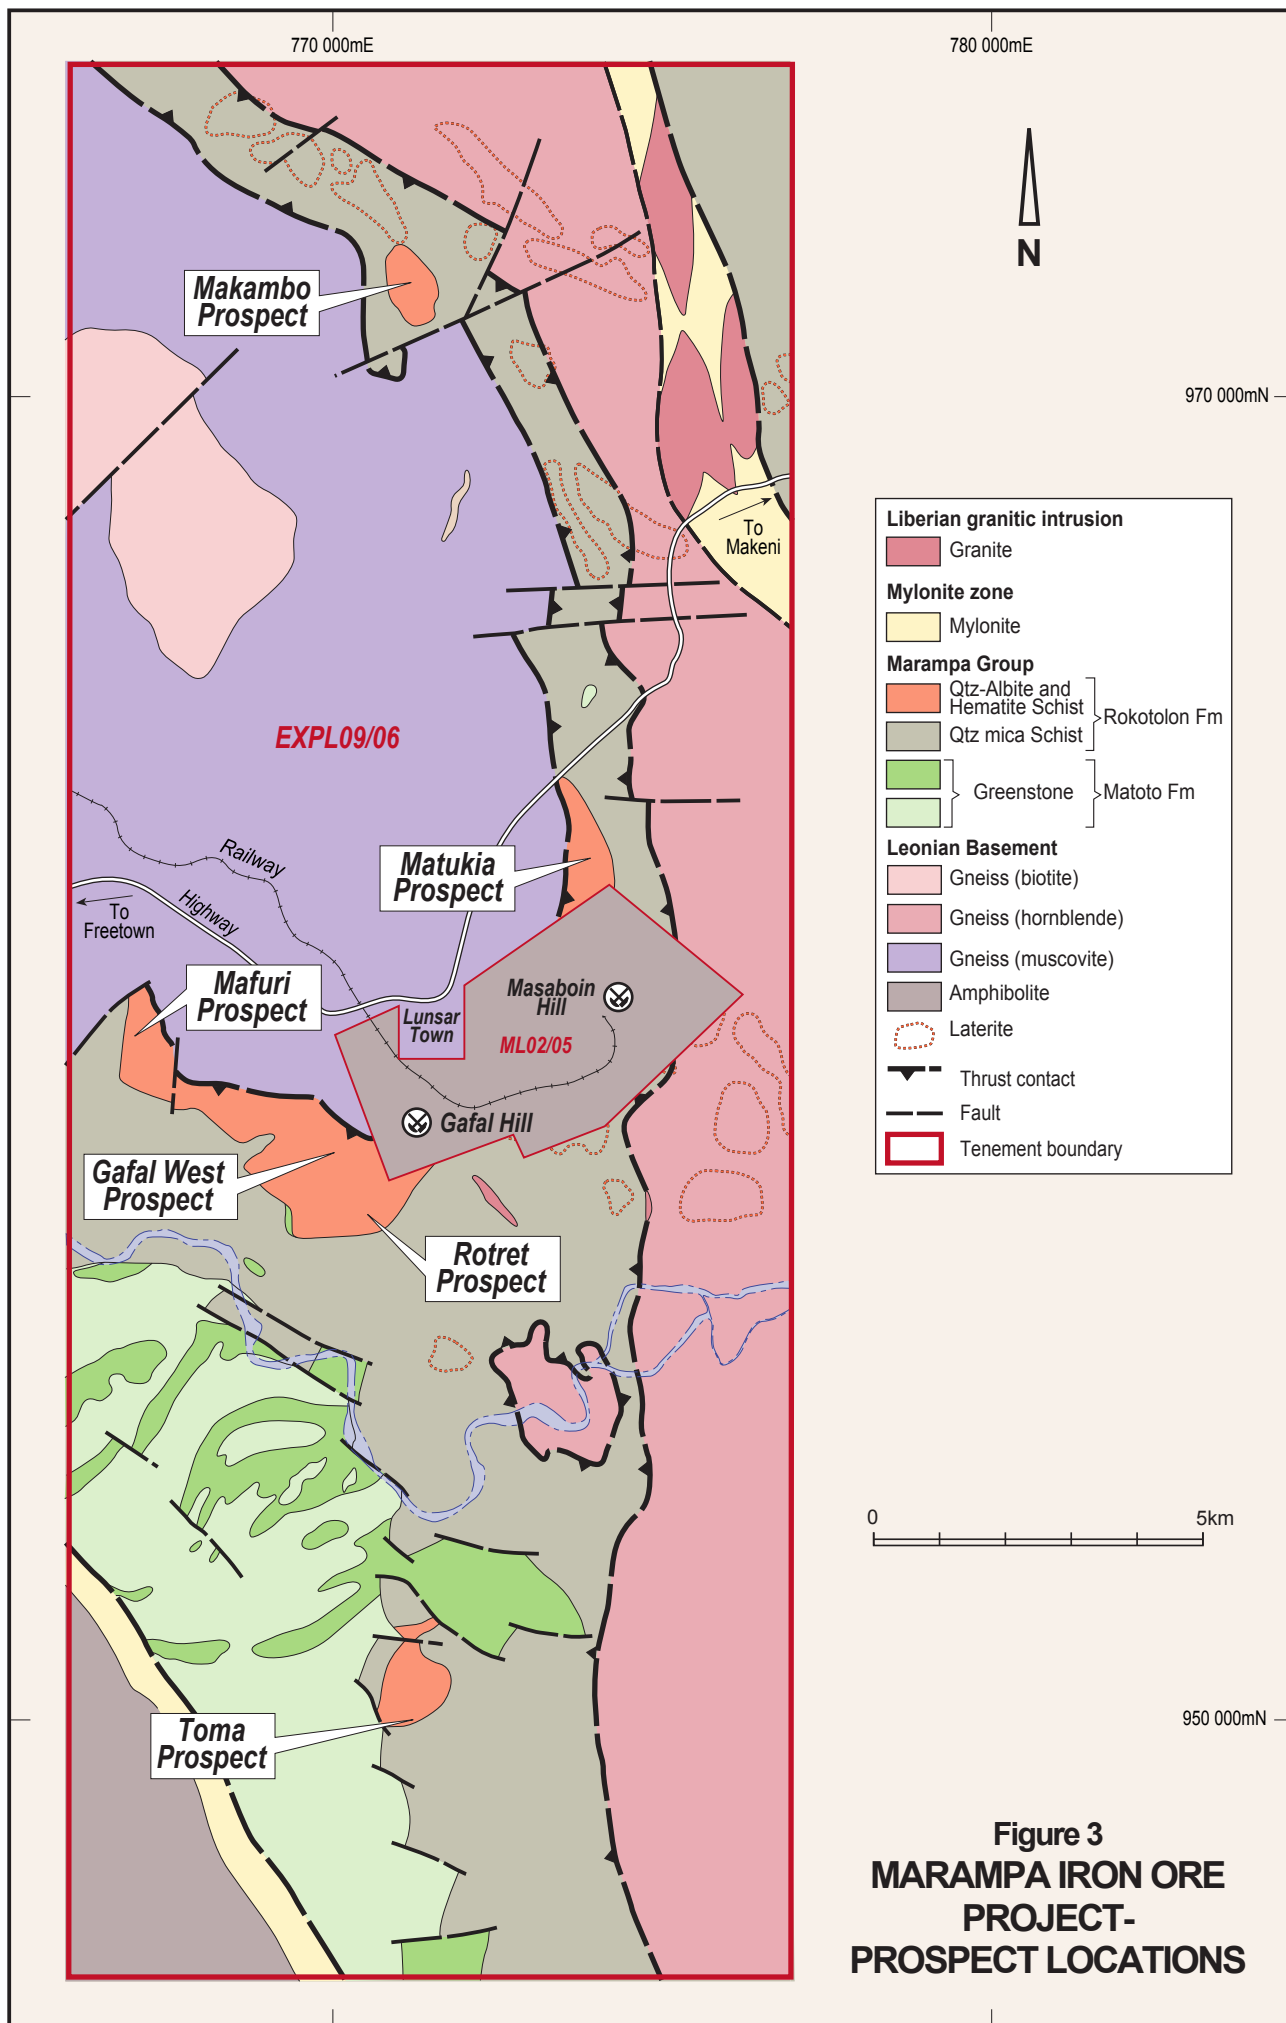 770 000mE
780 000mE
N
970 000mN
950 000mN
Makambo
Prospect
To
Makeni
EXPL09/06
Railway
Highway
To
Freetown
Matukia
Prospect
Mafuri
Prospect
Lunsar
Town
Masaboin
Hill
ML02/05
Gafal Hill
Gafal West
Prospect
Rotret
Prospect
Toma
Prospect
Liberian granitic intrusion
Granite
Mylonite zone
Mylonite
Marampa Group
Qtz-Albite and
Hematite Schist
Rokotolon Fm
Qtz mica Schist
Greenstone
Matoto Fm
Leonian Basement
Gneiss (biotite)
Gneiss (hornblende)
Gneiss (muscovite)
Amphibolite
Laterite
Thrust contact
Fault
Tenement boundary
0
5km
Figure 3
MARAMPA IRON ORE
PROJECT-
PROSPECT LOCATIONS